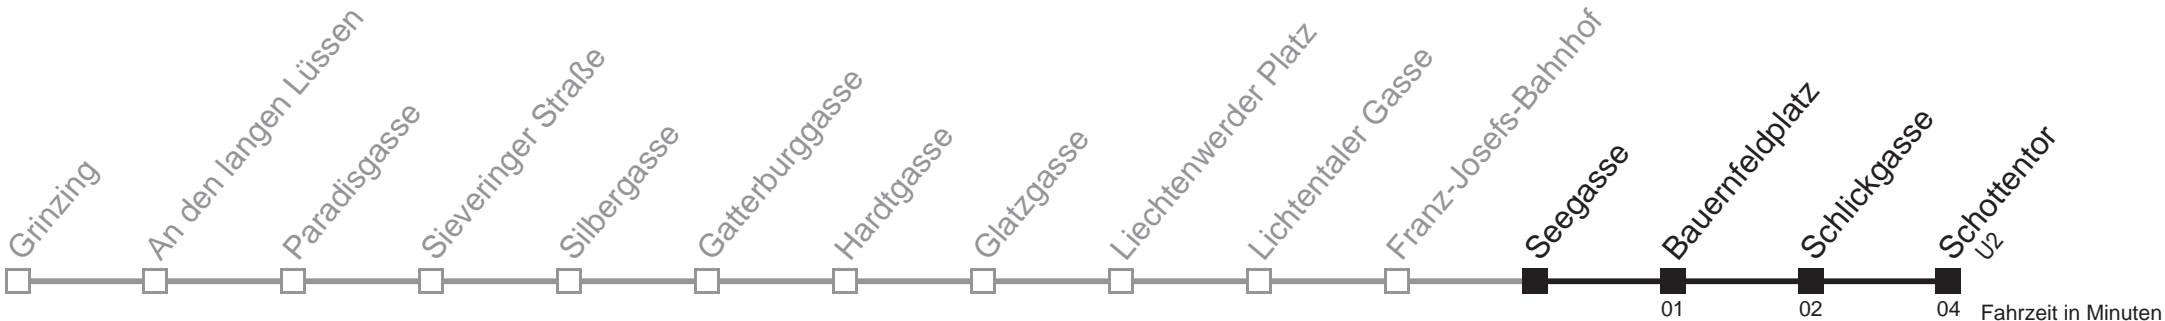 Grinzing
An den langen Lüssen
Paradisgasse
Sieveringer Straße
Silbergasse
Gatterburggasse
Hardtgasse
Glatzgasse
Liechtenwerder Platz
Lichtentaler Gasse
Franz-Josefs-Bahnhof
Seegasse
Bauernfeldplatz
Schlickgasse
Schottentor
U2
01
02
04
Fahrzeit in Minuten